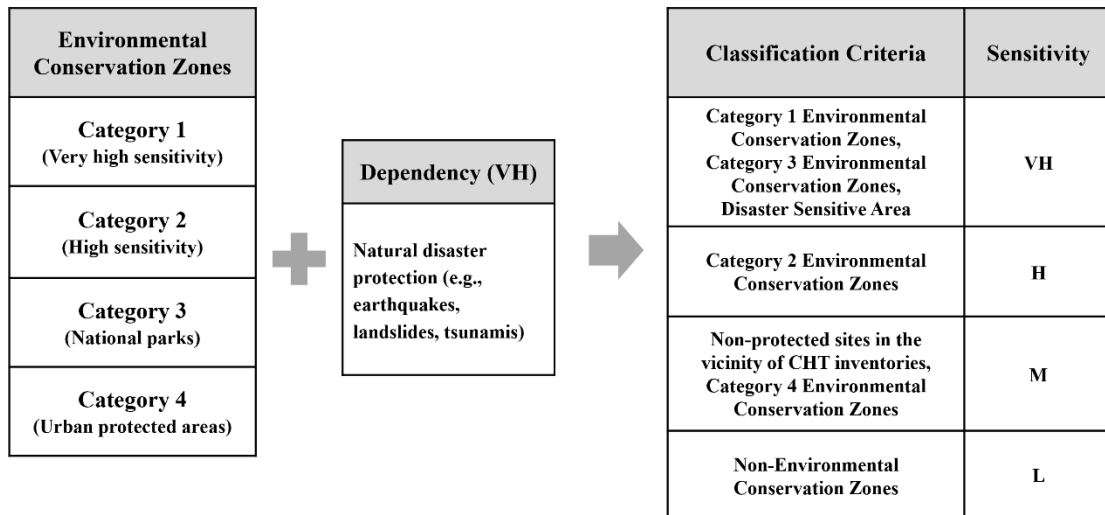 Environmental
Conservation Zones
Category 1
(Very high sensitivity)
Category 2
(High sensitivity)
Category 3
(National parks)
Category 4
(Urban protected areas)
Dependency (VH)
Natural disaster
protection (e.g.,
earthquakes,
landslides, tsunamis)
Classification Criteria
Sensitivity
Category 1 Environmental
Conservation Zones,
Category 3 Environmental
Conservation Zones,
Disaster Sensitive Area
VH
Category 2 Environmental
Conservation Zones
H
Non-protected sites in the
vicinity of CHT inventories,
Category 4 Environmental
Conservation Zones
M
Non-Environmental
Conservation Zones
L